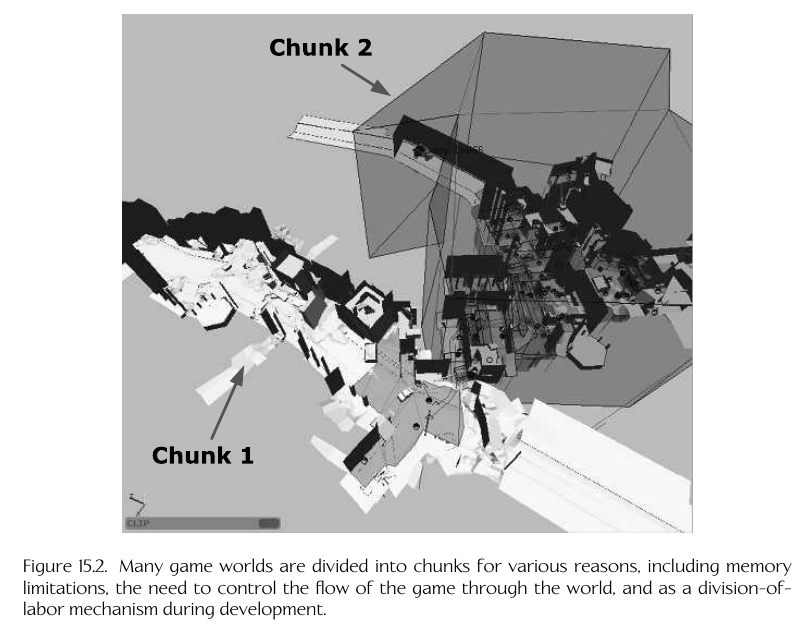 Chunk 2
Chunk 1
CLIP
Figure 15.2. Many game worlds are divided into chunks for various reasons, including memory
limitations, the need to control the flow of the game through the world, and as a division-of-
labor mechanism during development.